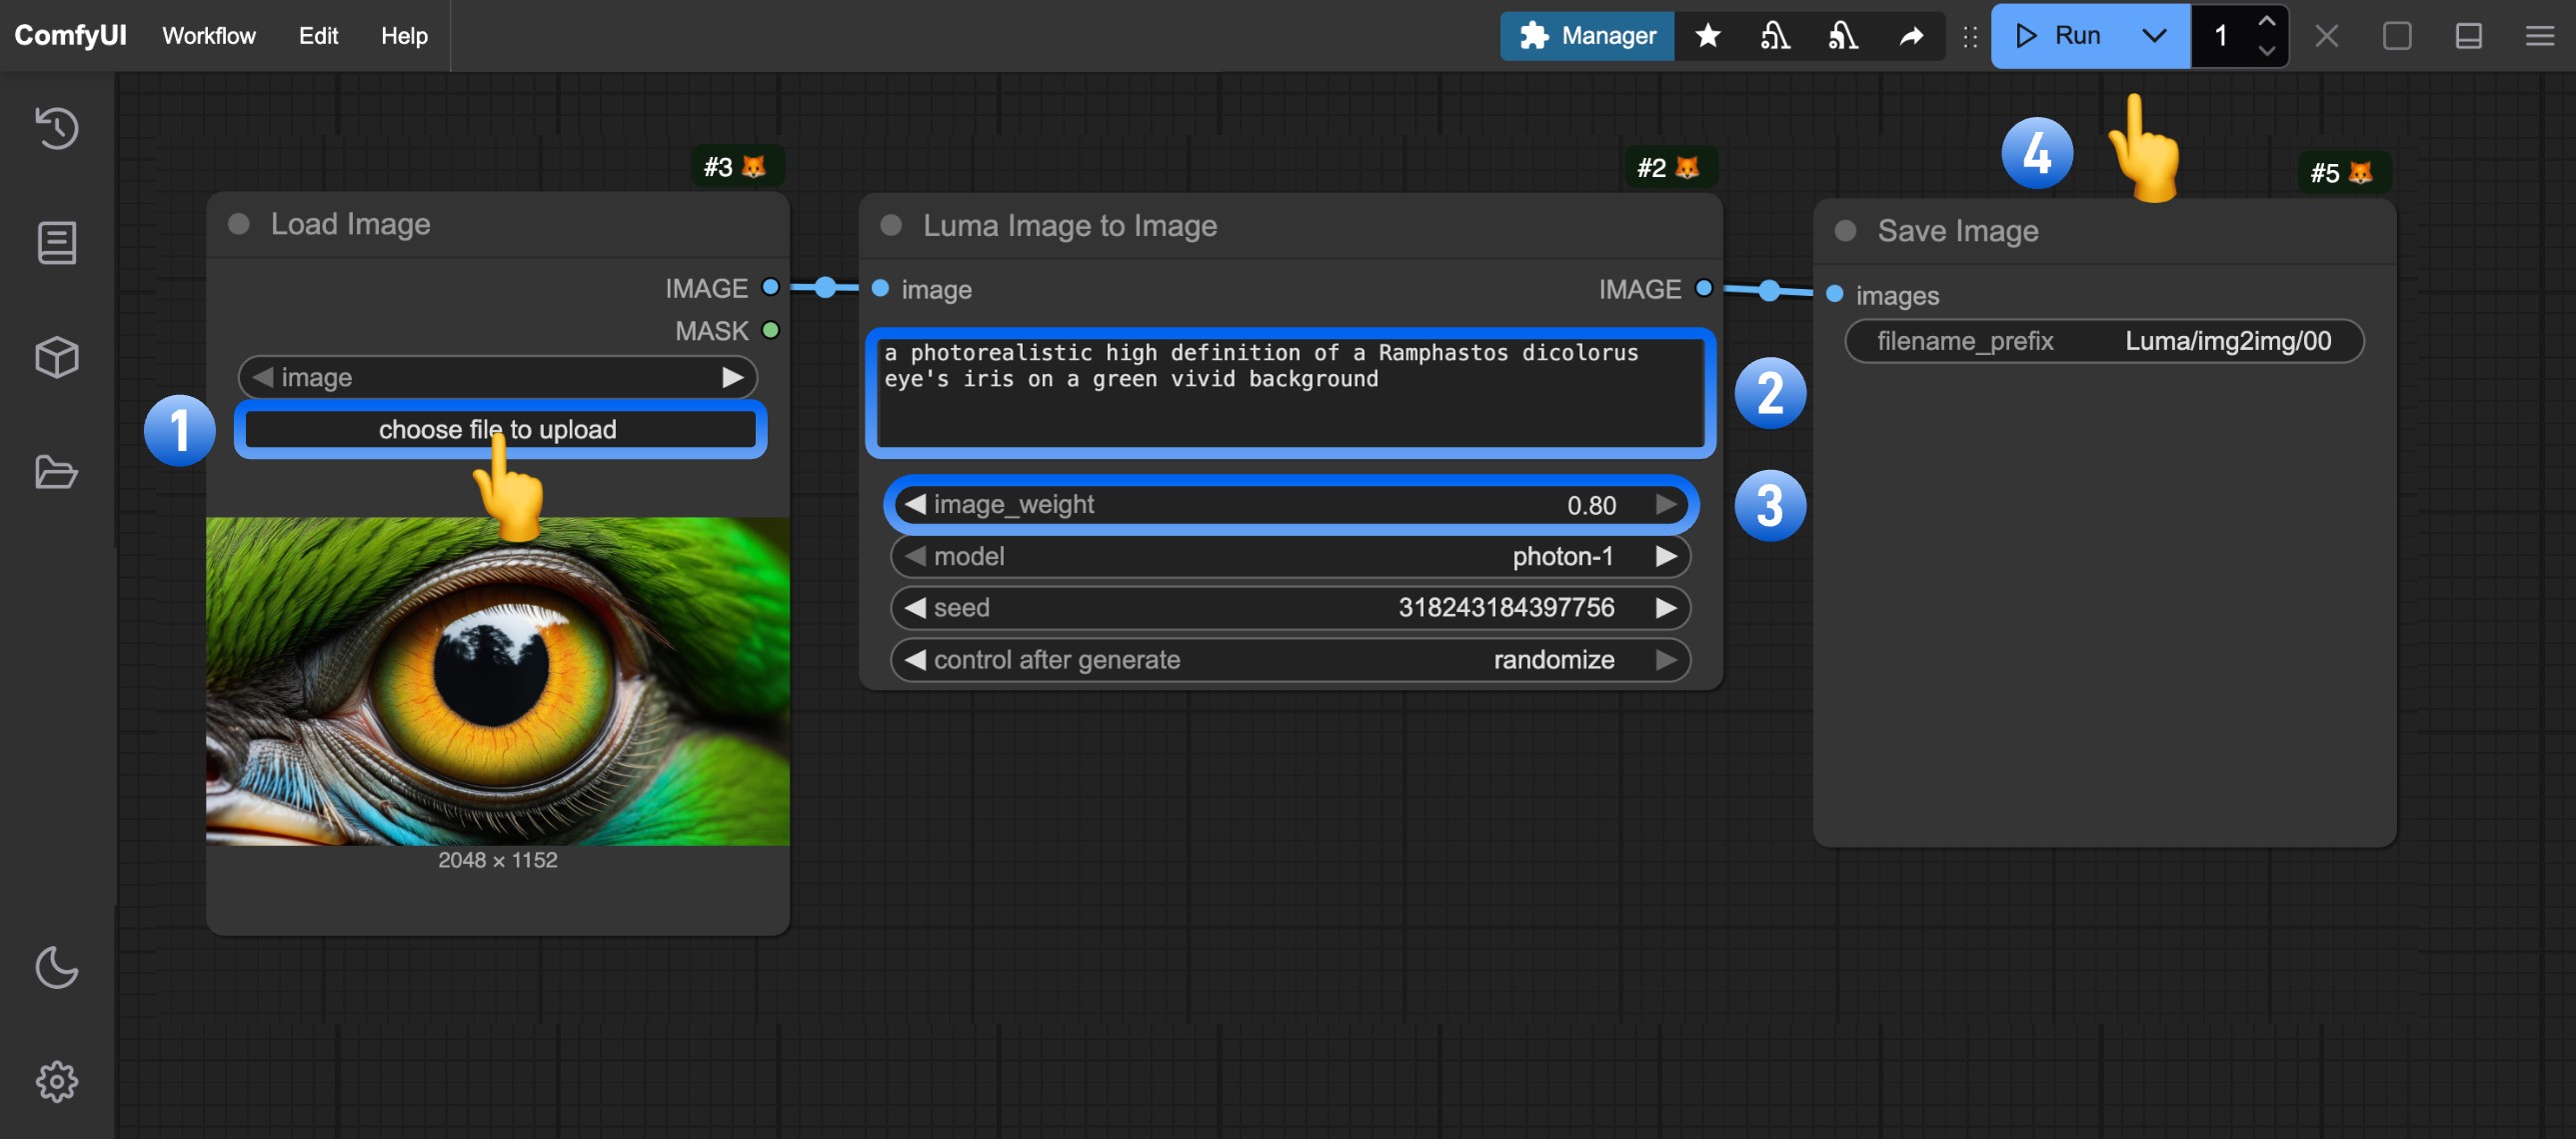 ComfyUI Workflow Edit Help Manager Run 1
#3
#2
4
#5
Load Image
IMAGE
MASK
image
1
choose file to upload
2048 × 1152
Luma Image to Image
image IMAGE
a photorealistic high definition of a Ramphastos dicolorus
eye's iris on a green vivid background
2
image_weight 0.80
3
model photon-1
seed 318243184397756
control after generate randomize
Save Image
images
filename_prefix Luma/img2img/00